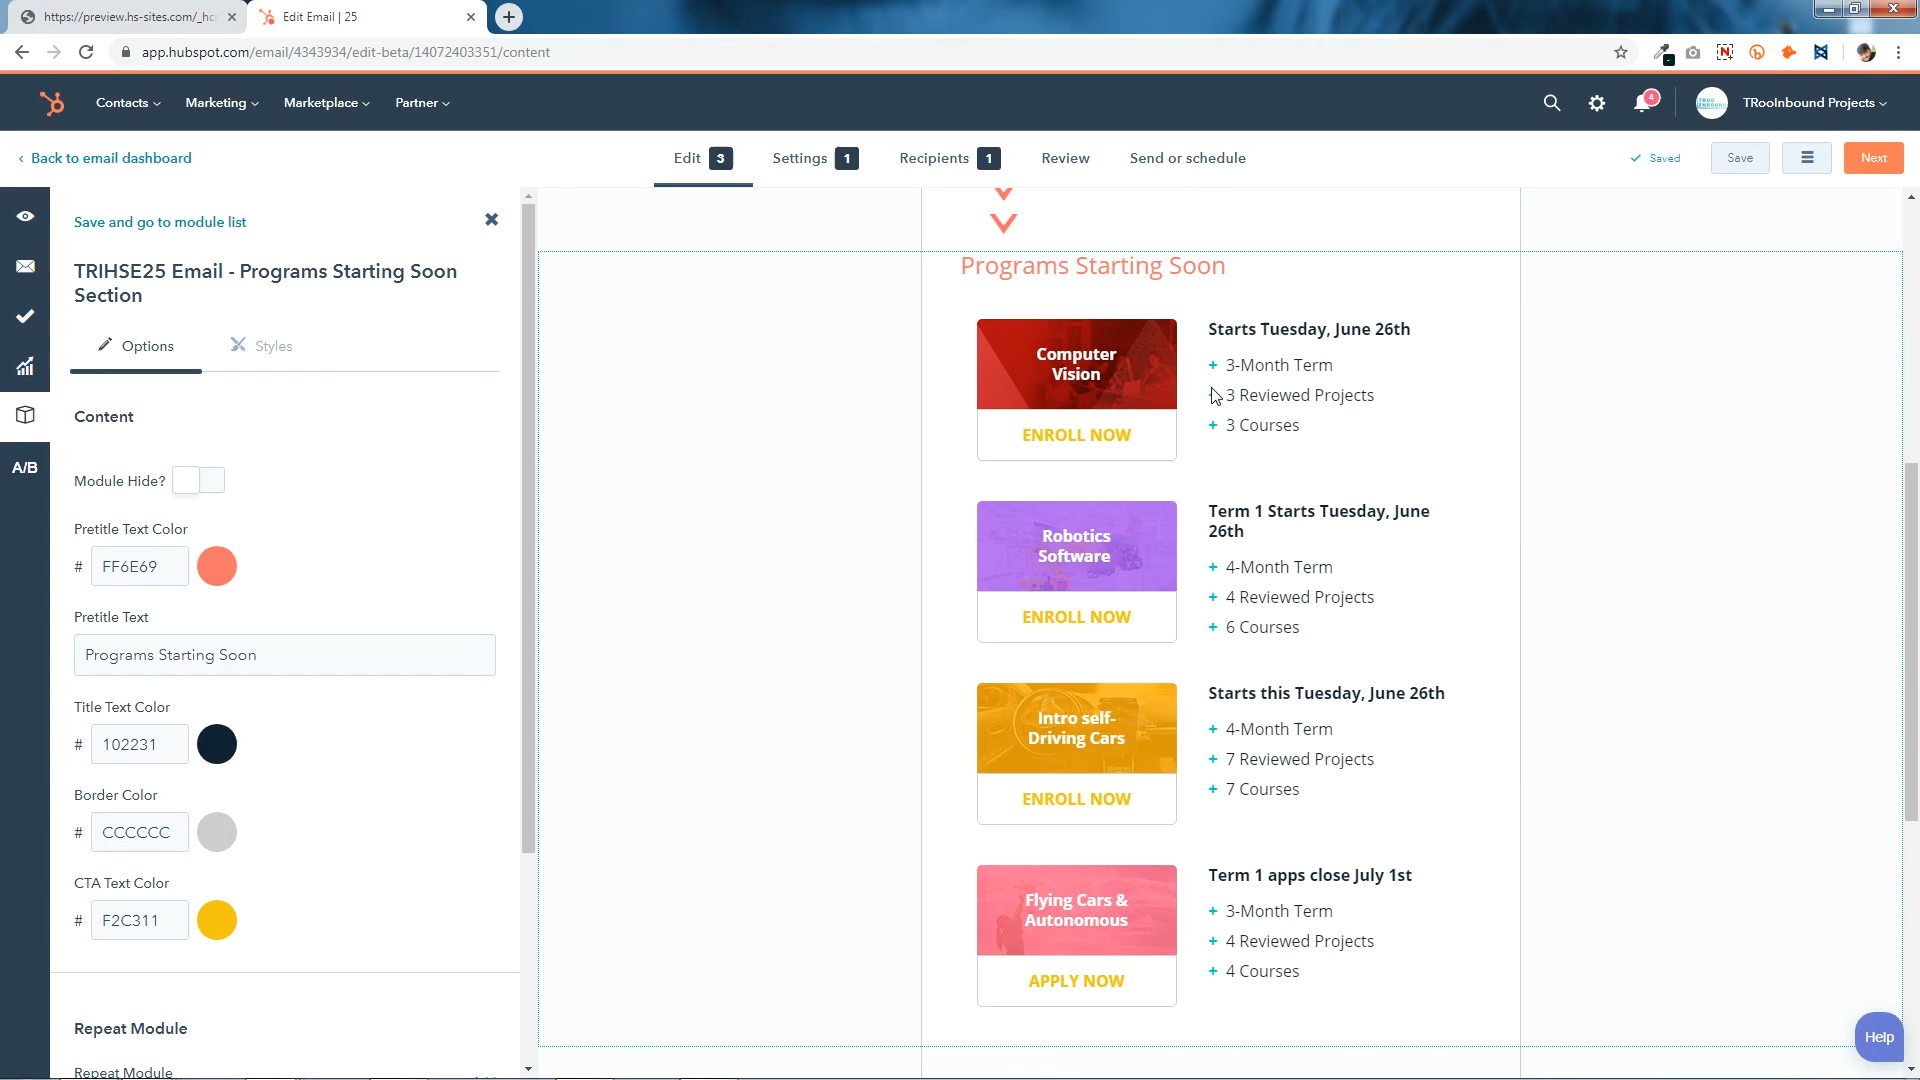 https://preview.hs-sites.com/_hc
Edit Email | 25
app.hubspot.com/email/4343934/edit-beta/14072403351/content
Contacts
Marketing
Marketplace
Partner
4
TRooInbound Projects
Back to email dashboard
Edit 3
Settings 1
Recipients 1
Review
Send or schedule
Saved
Save
Next
Save and go to module list
TRIHSE25 Email - Programs Starting Soon
Section
Options
Styles
Content
Module Hide?
Pretitle Text Color
# FF6E69
Pretitle Text
Programs Starting Soon
Title Text Color
# 102231
Border Color
# CCCCCC
CTA Text Color
# F2C311
Repeat Module
Repeat Module
A/B
Programs Starting Soon
Computer
Vision
ENROLL NOW
Starts Tuesday, June 26th
+ 3-Month Term
3 Reviewed Projects
+ 3 Courses
Robotics
Software
ENROLL NOW
Term 1 Starts Tuesday, June
26th
+ 4-Month Term
+ 4 Reviewed Projects
+ 6 Courses
Intro self-
Driving Cars
ENROLL NOW
Starts this Tuesday, June 26th
+ 4-Month Term
+ 7 Reviewed Projects
+ 7 Courses
Flying Cars &
Autonomous
APPLY NOW
Term 1 apps close July 1st
+ 3-Month Term
+ 4 Reviewed Projects
+ 4 Courses
Help